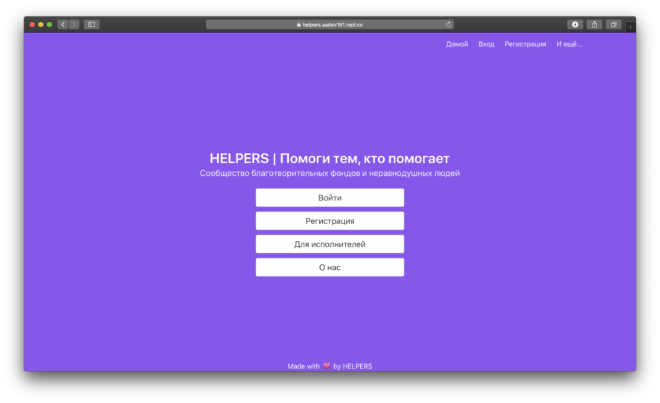 helpers.aadev161.repl.co
Домой Вход Регистрация И ещё...
HELPERS | Помоги тем, кто помогает
Сообщество благотворительных фондов и неравнодушных людей
Войти
Регистрация
Для исполнителей
О нас
Made with 💗 by HELPERS